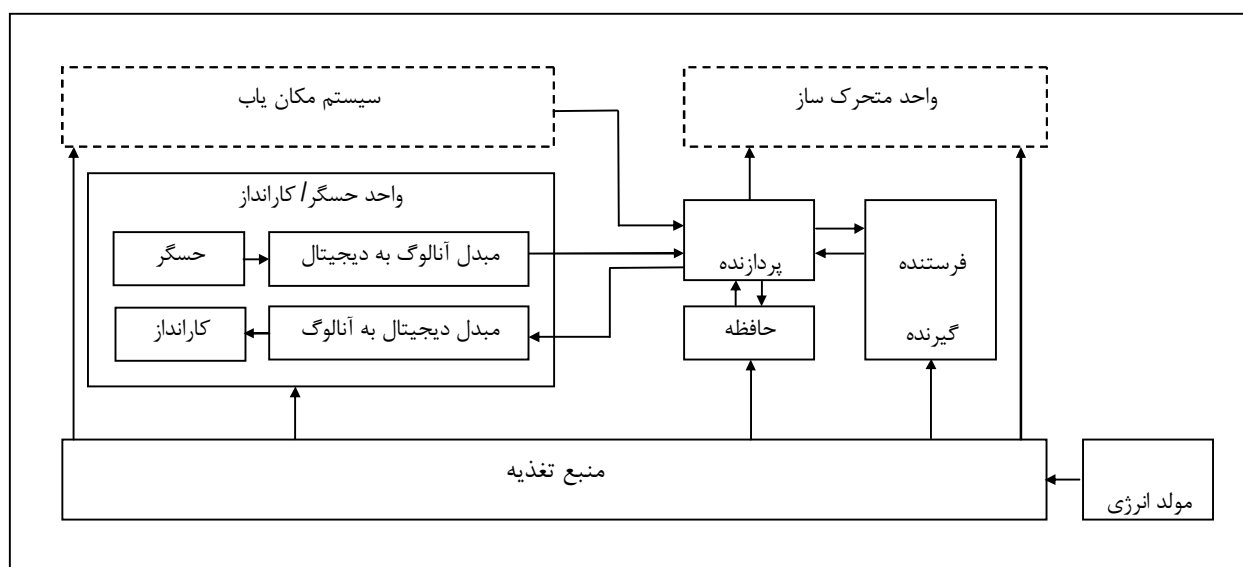 واحد متحرک ساز
سیستم مکان یاب
واحد حسگر/ کارانداز
حسگر
مبدل آنالوگ به دیجیتال
کارانداز
مبدل دیجیتال به آنالوگ
پردازنده
حافظه
فرستنده
گیرنده
منبع تغذیه
مولد انرژی